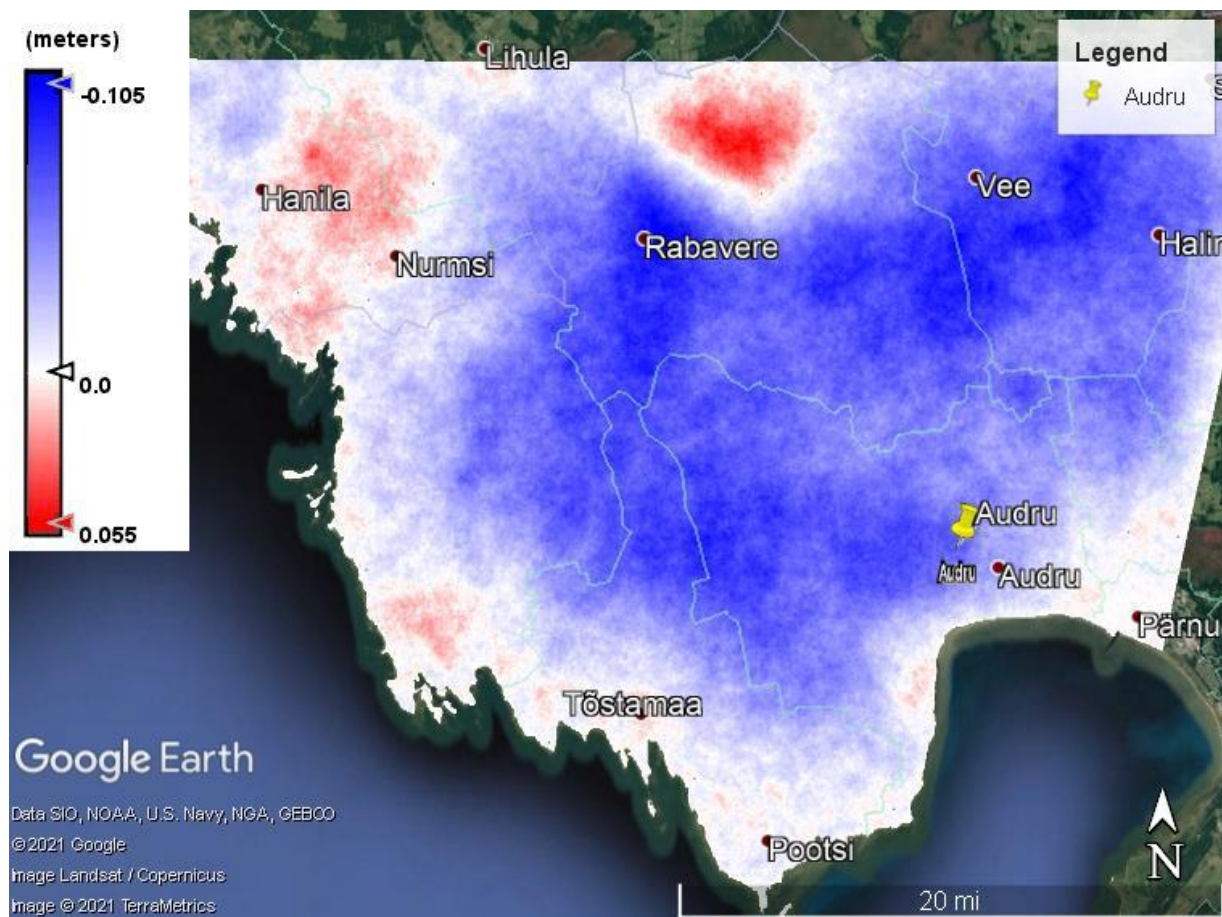 (meters)
-0.105
0.0
0.055
Lihula
Legend
Audru
Hanila
Vee
Nurmsi
Rabavere
Audru
Audru
Audru
Pärnu
Tõstamaa
Pootsi
Google Earth
Data SIO, NOAA, U.S. Navy, NGA, GEBCO
©2021 Google
Image Landsat / Copernicus
Image © 2021 TerraMetrics
20 mi
N